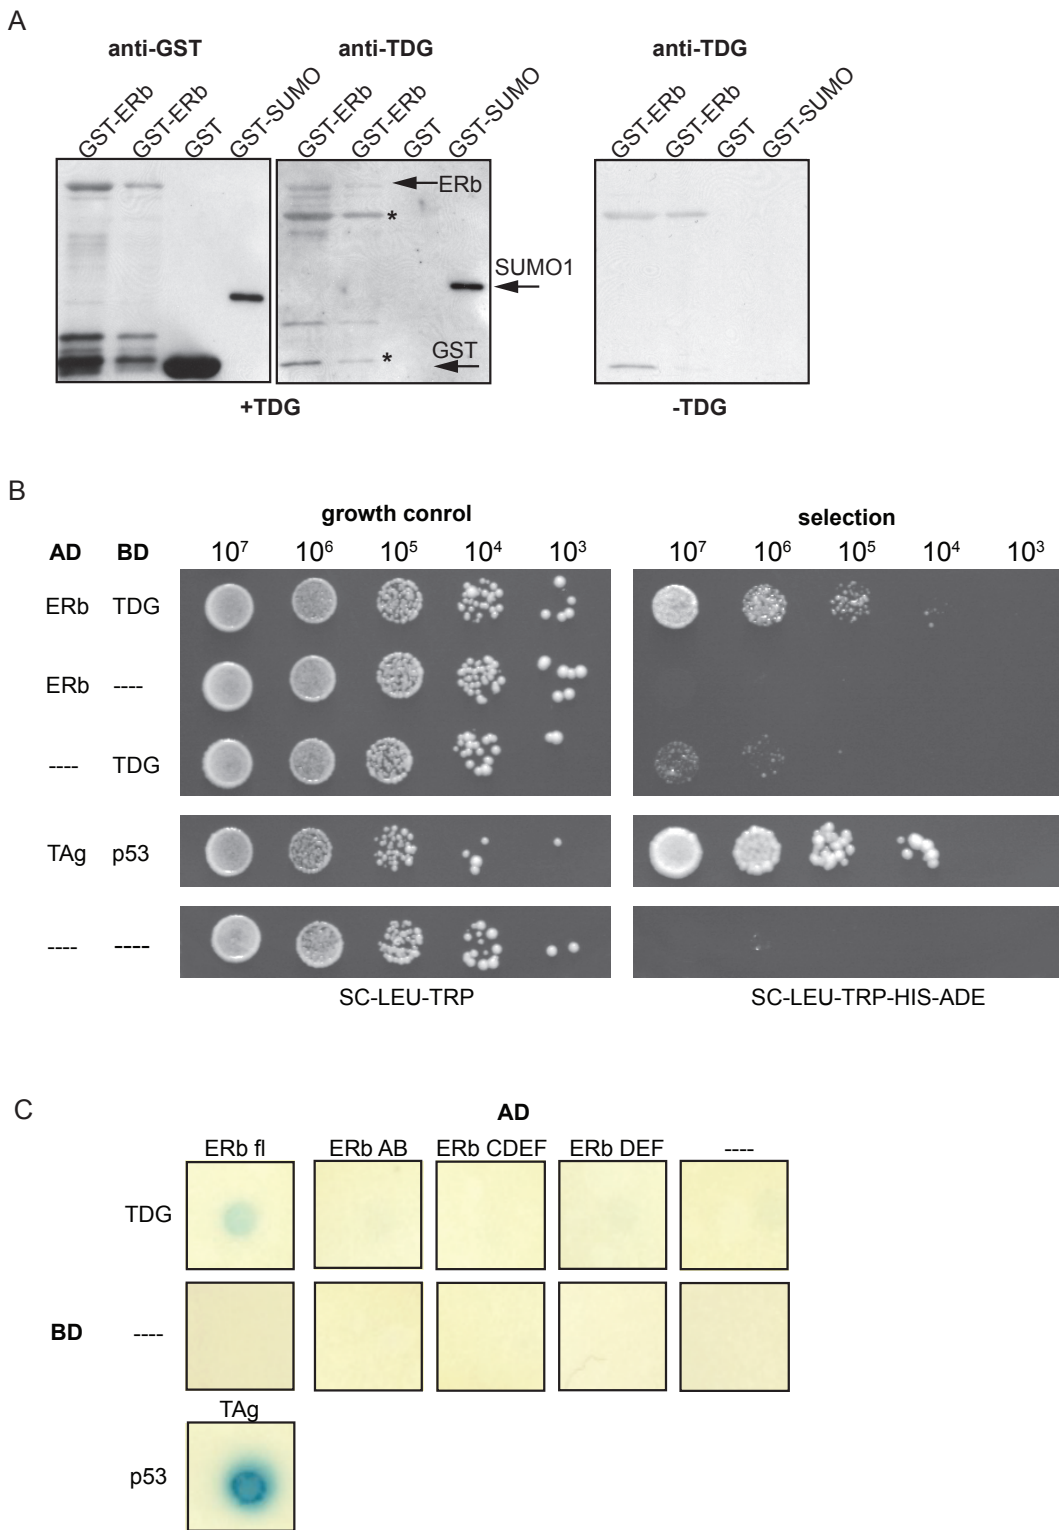 A
anti-GST anti-TDG anti-TDG
GST-ERb GST-ERb GST GST-SUMO GST-ERb GST-ERb GST GST-SUMO GST-ERb GST-ERb GST GST-SUMO
ERb
*
SUMO1
GST
*
+TDG -TDG
B
growth conrol selection
AD BD 10⁷ 10⁶ 10⁵ 10⁴ 10³ 10⁷ 10⁶ 10⁵ 10⁴ 10³
ERb TDG
ERb ----
---- TDG
TAg p53
---- ----
SC-LEU-TRP SC-LEU-TRP-HIS-ADE
C
AD
ERb fl ERb AB ERb CDEF ERb DEF ----
TDG
BD ----
TAg
p53